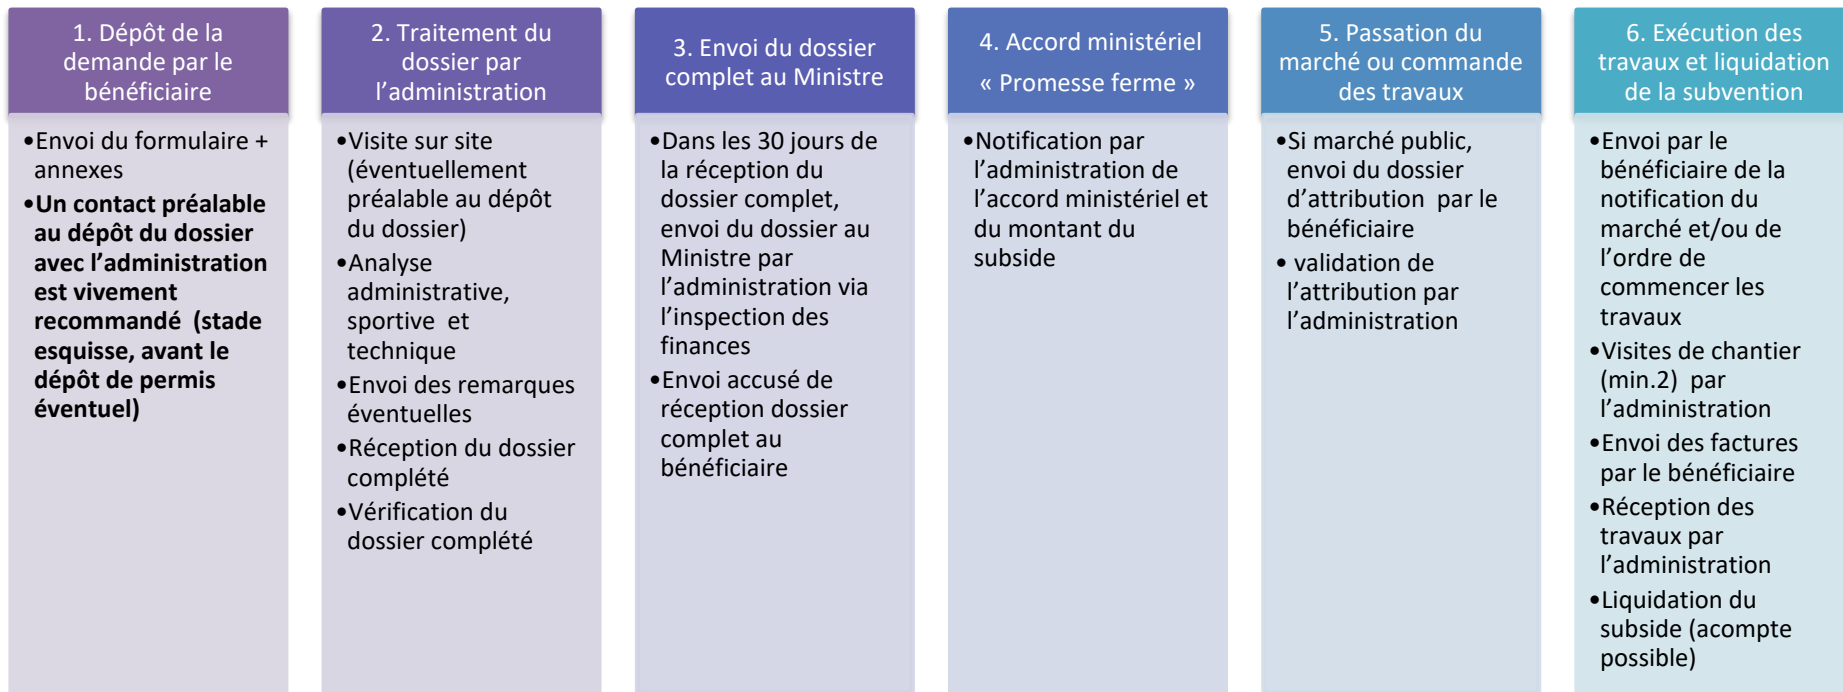 1. Dépôt de la
demande par le
bénéficiaire
•Envoi du formulaire +
annexes
•Un contact préalable
au dépôt du dossier
avec l’administration
est vivement
recommandé (stade
esquisse, avant le
dépôt de permis
éventuel)
2. Traitement du
dossier par
l’administration
•Visite sur site
(éventuellement
préalable au dépôt
du dossier)
•Analyse
administrative,
sportive et
technique
•Envoi des remarques
éventuelles
•Réception du dossier
complété
•Vérification du
dossier complété
3. Envoi du dossier
complet au Ministre
•Dans les 30 jours de
la réception du
dossier complet,
envoi du dossier au
Ministre par
l’administration via
l’inspection des
finances
•Envoi accusé de
réception dossier
complet au
bénéficiaire
4. Accord ministériel
« Promesse ferme »
•Notification par
l’administration de
l’accord ministériel et
du montant du
subside
5. Passation du
marché ou commande
des travaux
•Si marché public,
envoi du dossier
d’attribution par le
bénéficiaire
• validation de
l’attribution par
l’administration
6. Exécution des
travaux et liquidation
de la subvention
•Envoi par le
bénéficiaire de la
notification du
marché et/ou de
l’ordre de
commencer les
travaux
•Visites de chantier
(min.2) par
l’administration
•Envoi des factures
par le bénéficiaire
•Réception des
travaux par
l’administration
•Liquidation du
subside (acompte
possible)